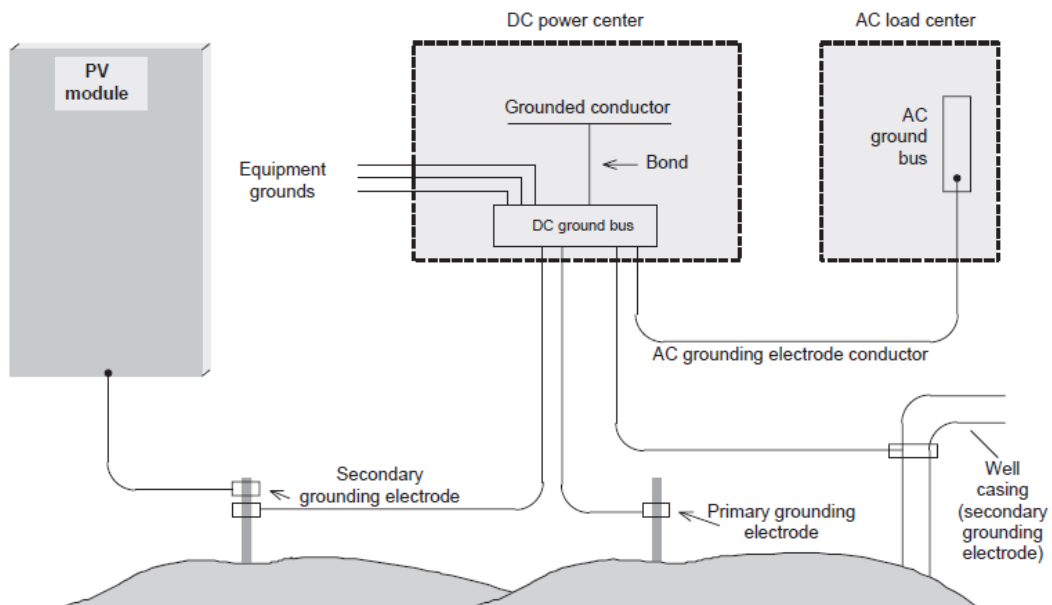 DC power center
AC load center
PV
module
Grounded conductor
AC
ground
bus
Bond
Equipment
grounds
DC ground bus
AC grounding electrode conductor
Secondary
grounding electrode
Primary grounding
electrode
Well
casing
(secondary
grounding
electrode)